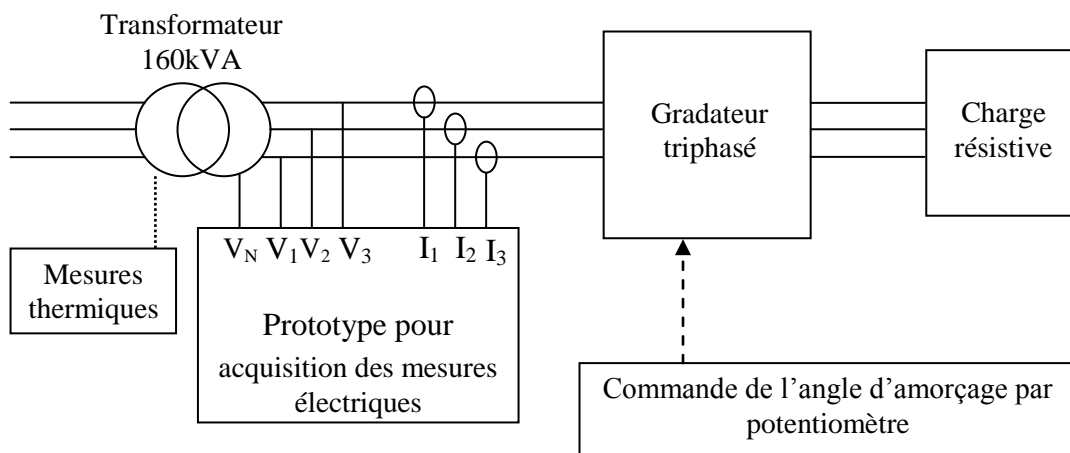 Transformateur
160kVA
Gradateur
triphasé
Charge
résistive
V_N V_1 V_2 V_3 I_1 I_2 I_3
Mesures
thermiques
Prototype pour
acquisition des mesures
électriques
Commande de l’angle d’amorçage par
potentiomètre